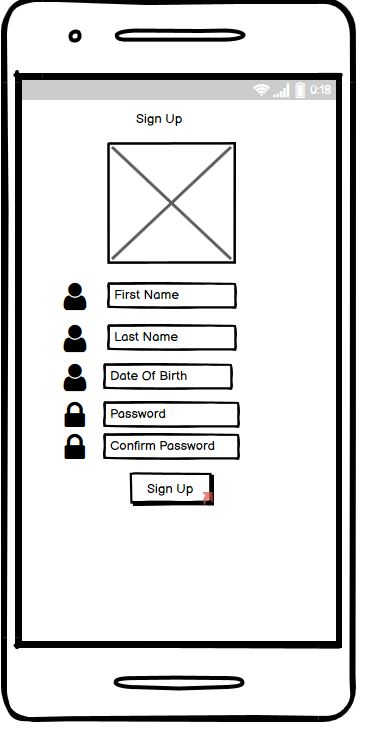 0:18
Sign Up
First Name
Last Name
Date Of Birth
Password
Confirm Password
Sign Up